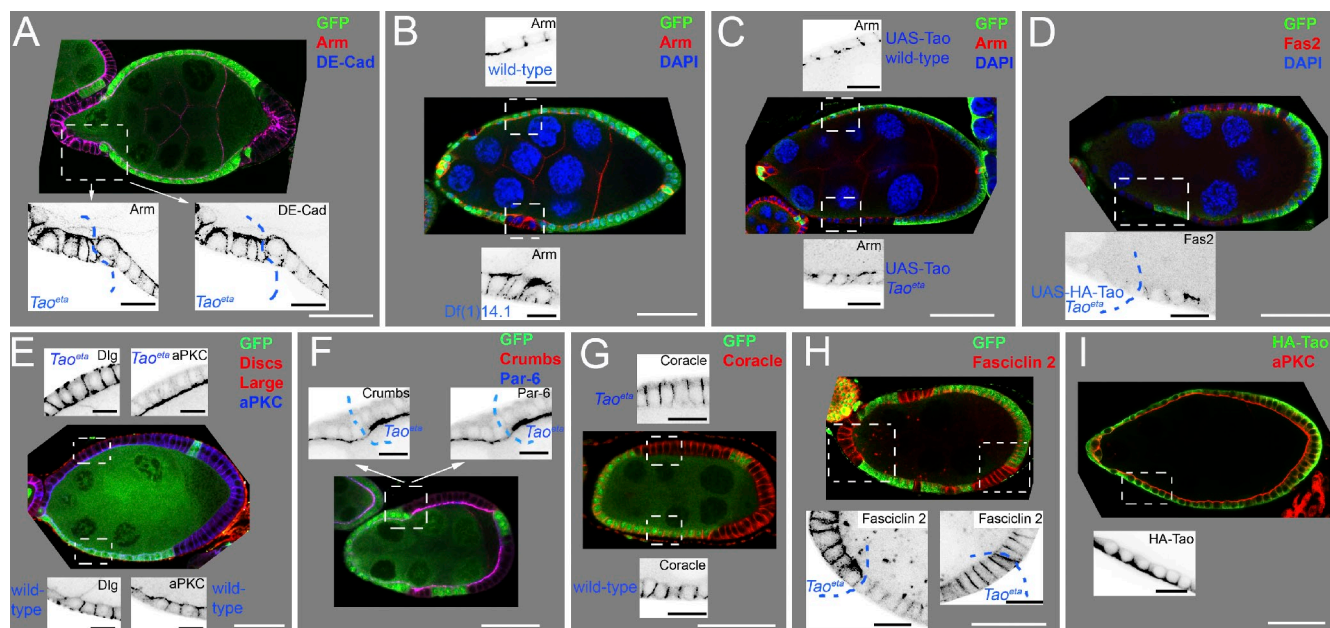 A
GFP
Arm
DE-Cad
Arm
DE-Cad
Tao^eta
Tao^eta
B
Arm
wild-type
GFP
Arm
DAPI
Arm
Df(1)14.1
C
Arm
UAS-Tao
wild-type
GFP
Arm
DAPI
Arm
UAS-Tao
Tao^eta
D
GFP
Fas2
DAPI
Fas2
UAS-HA-Tao
Tao^eta
E
Tao^eta
Dlg
Tao^eta
aPKC
GFP
Discs
Large
aPKC
wild-
type
Dlg
aPKC
wild-
type
F
GFP
Crumbs
Par-6
Crumbs
Par-6
Tao^eta
Tao^eta
G
GFP
Coracle
Coracle
Tao^eta
Coracle
wild-type
H
GFP
Fasciclin 2
Fasciclin 2
Fasciclin 2
Tao^eta
Tao^eta
I
HA-Tao
aPKC
HA-Tao